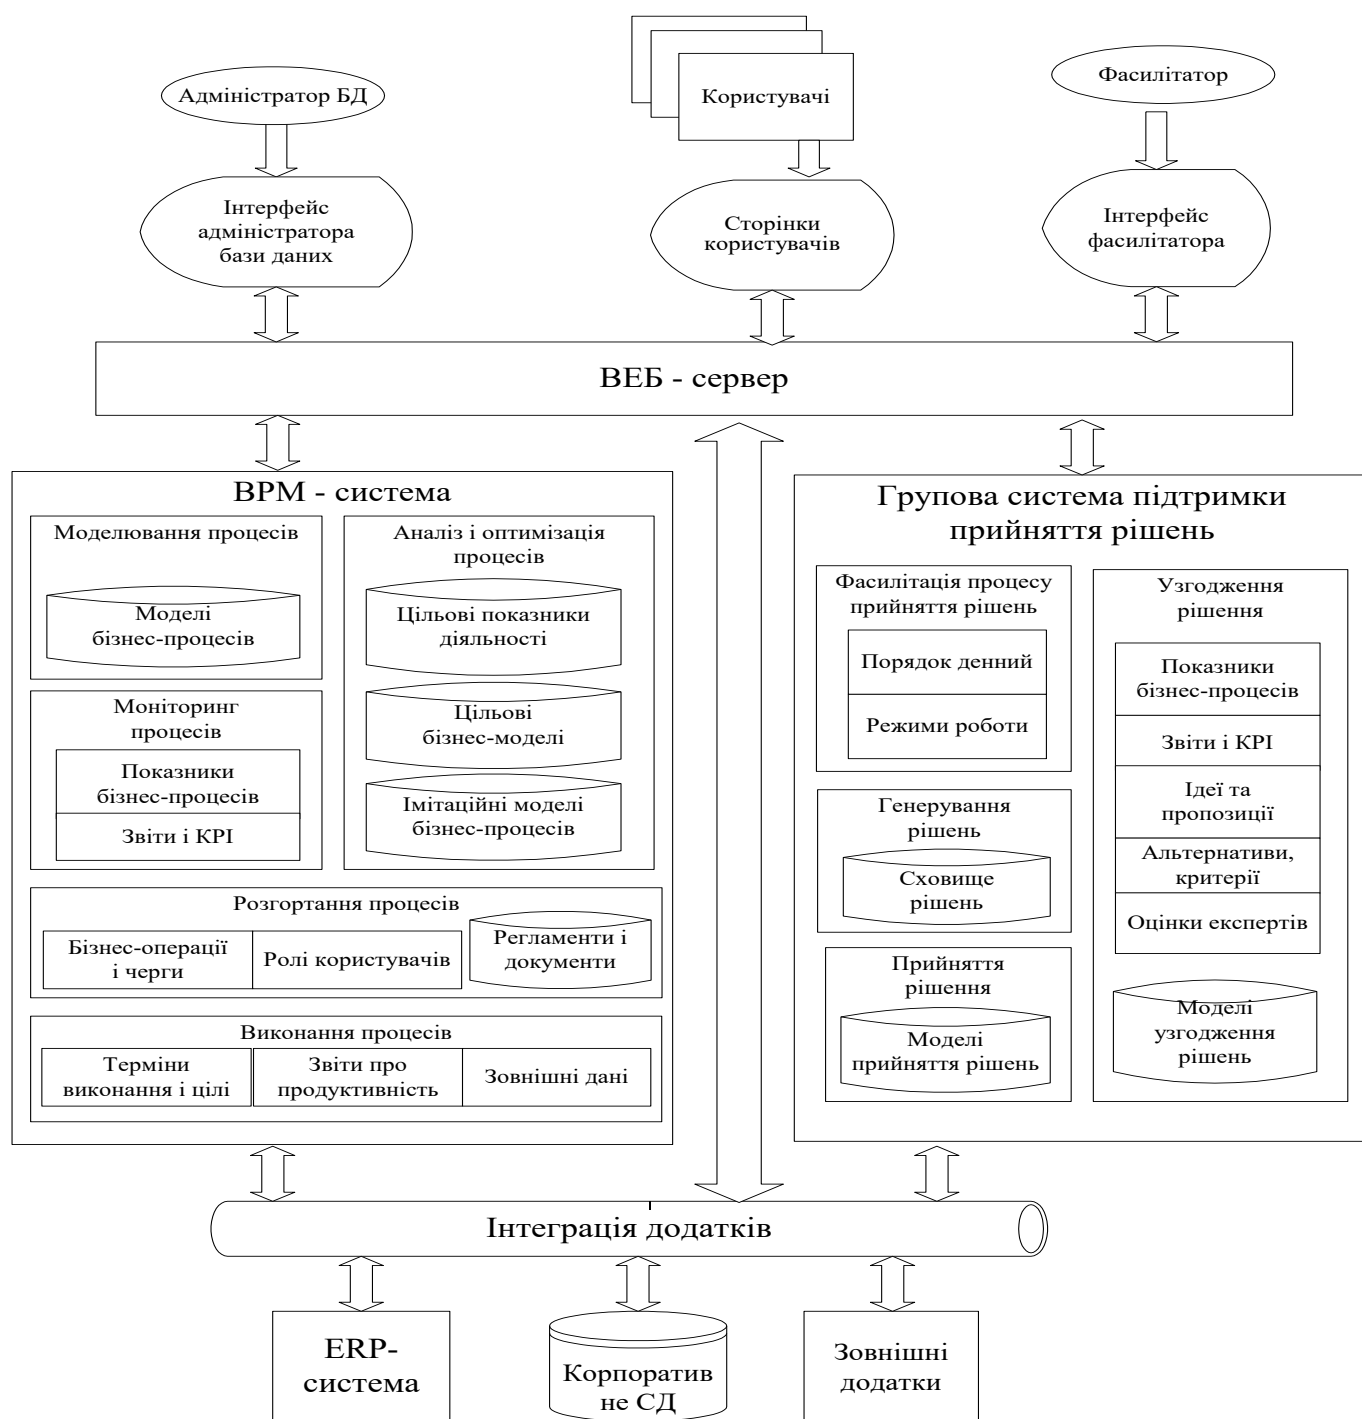 Адміністратор БД
Користувачі
Фасилітатор
Інтерфейс
адміністратора
бази даних
Сторінки
користувачів
Інтерфейс
фасилітатора
ВЕБ - сервер
BPM - система
Моделювання процесів
Моделі
бізнес-процесів
Моніторинг
процесів
Показники
бізнес-процесів
Звіти і KPI
Аналіз і оптимізація
процесів
Цільові показники
діяльності
Цільові
бізнес-моделі
Імітаційні моделі
бізнес-процесів
Розгортання процесів
Бізнес-операції
і черги
Ролі користувачів
Регламенти і
документи
Виконання процесів
Терміни
виконання і цілі
Звіти про
продуктивність
Зовнішні дані
Групова система підтримки
прийняття рішень
Фасилітація процесу
прийняття рішень
Порядок денний
Режими роботи
Генерування
рішень
Сховище
рішень
Прийняття
рішення
Моделі
прийняття рішень
Узгодження
рішення
Показники
бізнес-процесів
Звіти і KPI
Ідеї та
пропозиції
Альтернативи,
критерії
Оцінки експертів
Моделі
узгодження
рішень
Інтеграція додатків
ERP-
система
Корпоратив
не СД
Зовнішні
додатки